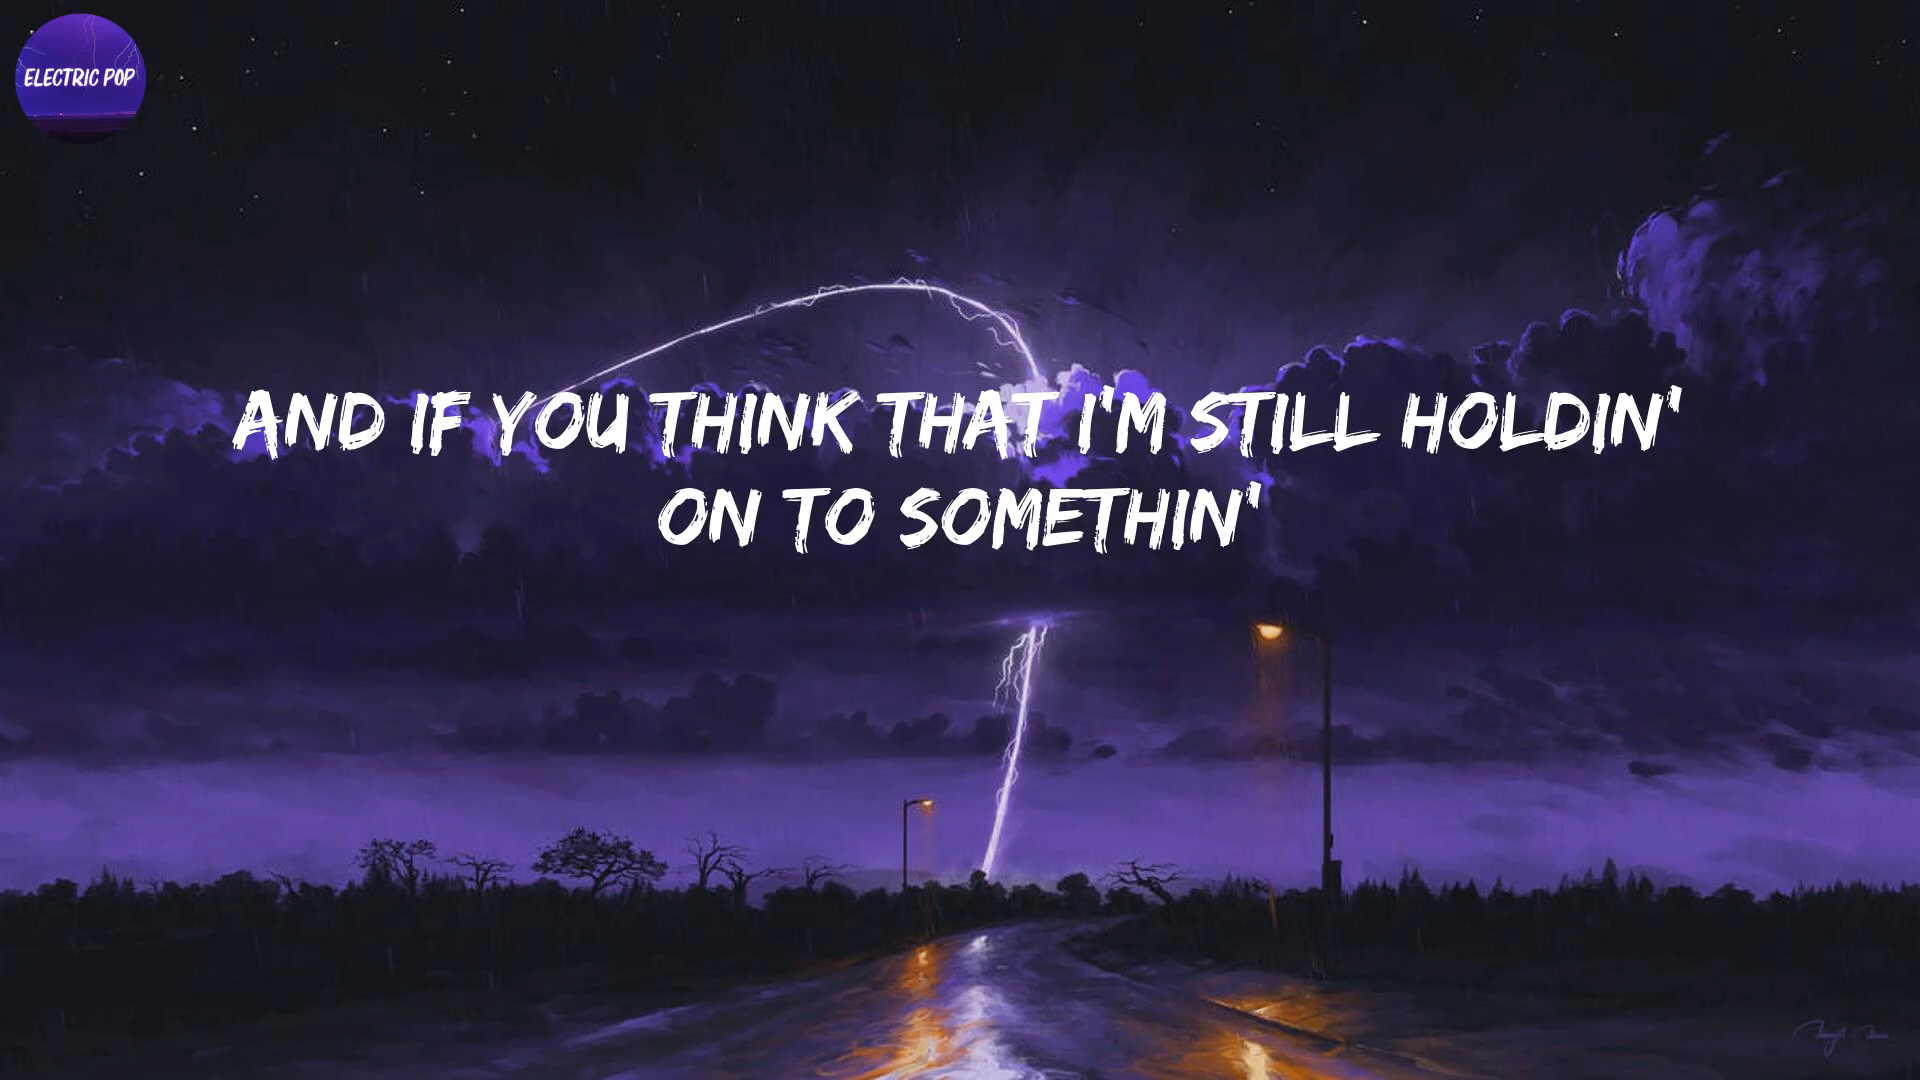 ELECTRIC POP
AND IF YOU THINK THAT I'M STILL HOLDIN'
ON TO SOMETHIN'